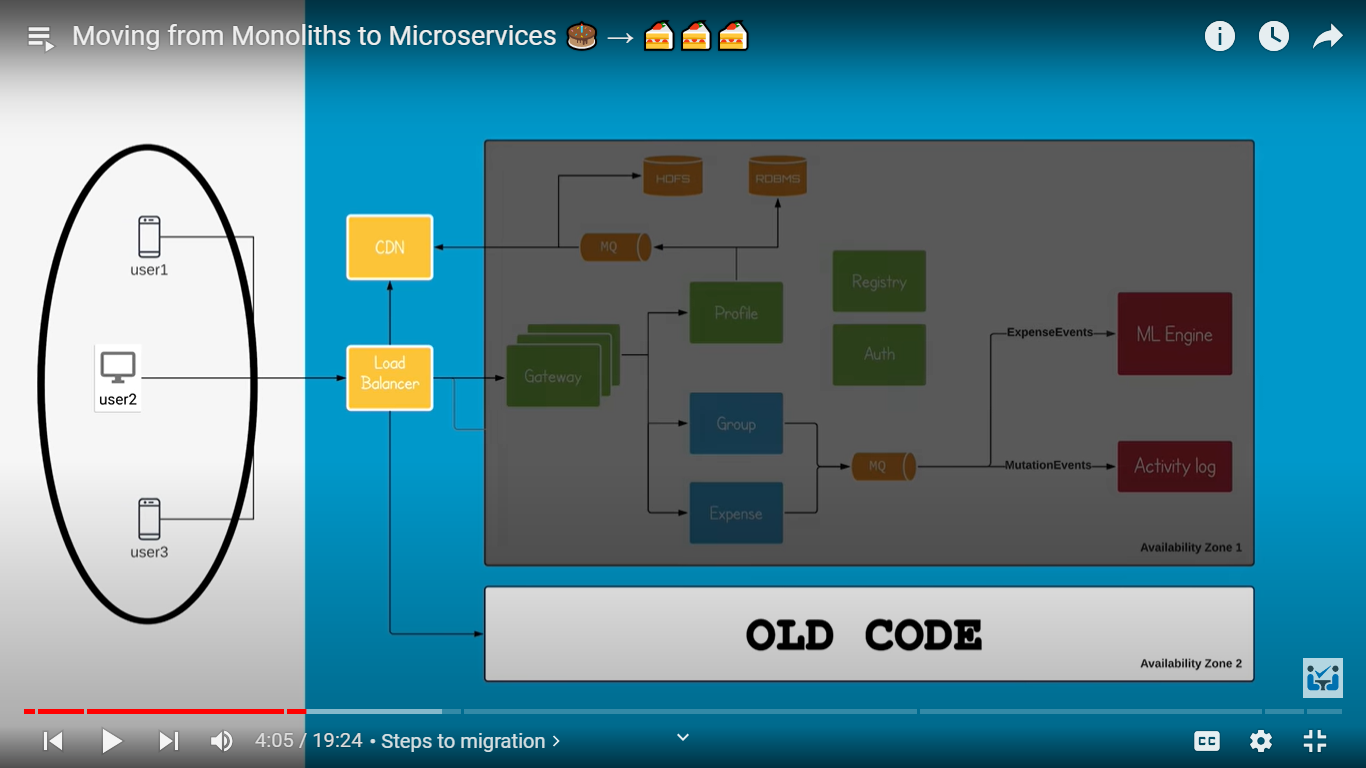 Moving from Monoliths to Microservices 🎂 → 🍰🍰🍰
HDFS
RDBMS
user1
CDN
MQ
Registry
Profile
ExpenseEvents
ML Engine
user2
Load
Balancer
Gateway
Auth
Group
MQ
MutationEvents
Activity log
Expense
user3
Availability Zone 1
OLD CODE
Availability Zone 2
4:05 / 19:24 • Steps to migration >
CC